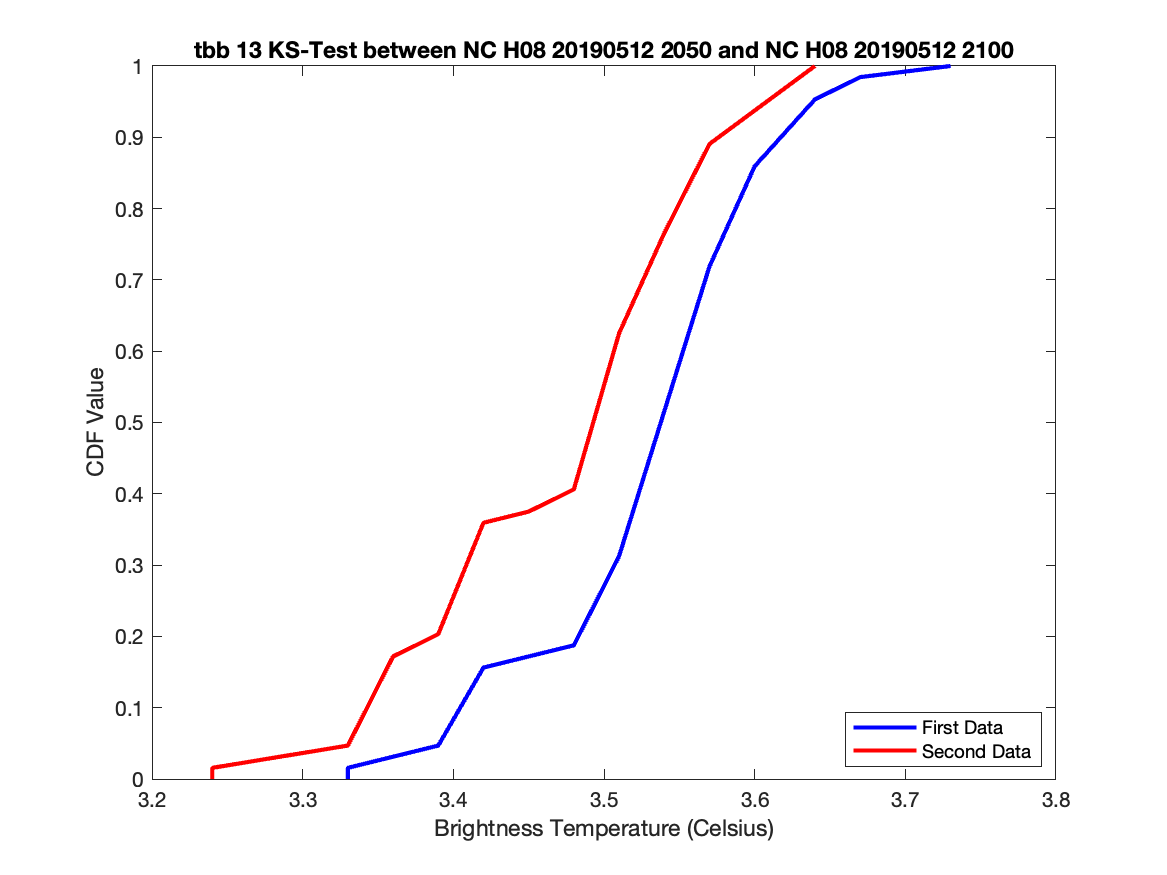 tbb 13 KS-Test between NC H08 20190512 2050 and NC H08 20190512 2100
1
0.9
0.8
0.7
0.6
0.5
0.4
0.3
0.2
0.1
0
CDF Value
First Data
Second Data
3.2 3.3 3.4 3.5 3.6 3.7 3.8
Brightness Temperature (Celsius)